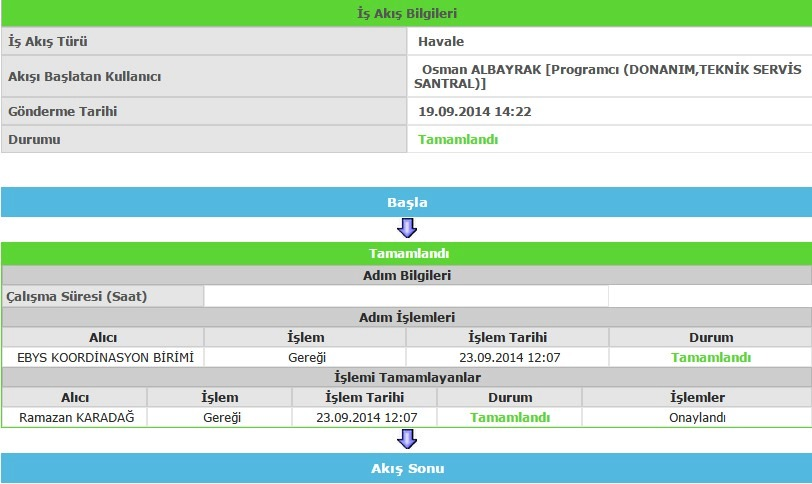 İş Akış Bilgileri
İş Akış Türü Havale
Akışı Başlatan Kullanıcı Osman ALBAYRAK [Programcı (DONANIM,TEKNİK SERVİS
SANTRAL)]
Gönderme Tarihi 19.09.2014 14:22
Durumu Tamamlandı
Başla
Tamamlandı
Adım Bilgileri
Çalışma Süresi (Saat)
Adım İşlemleri
Alıcı İşlem İşlem Tarihi Durum
EBYS KOORDİNASYON BİRİMİ Gereği 23.09.2014 12:07 Tamamlandı
İşlemi Tamamlayanlar
Alıcı İşlem İşlem Tarihi Durum İşlemler
Ramazan KARADAĞ Gereği 23.09.2014 12:07 Tamamlandı Onaylandı
Akış Sonu